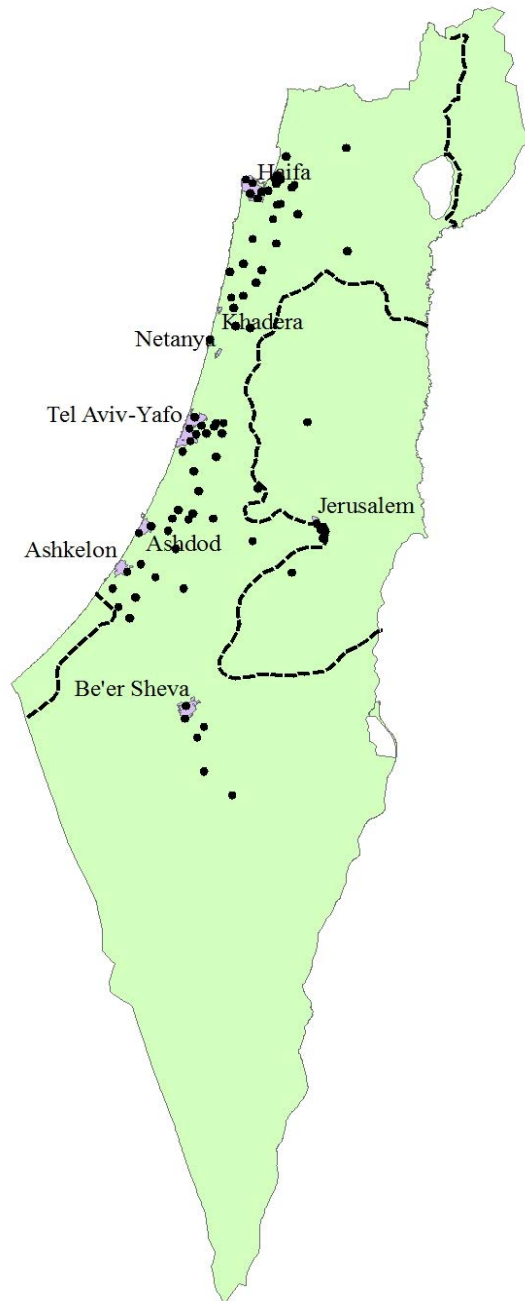 Haifa
Khadera
Netanya
Tel Aviv-Yafo
Jerusalem
Ashdod
Ashkelon
Be'er Sheva